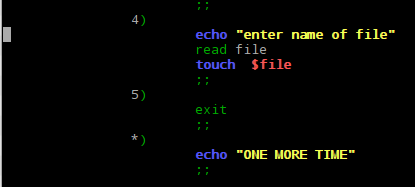 ;;
4)
echo "enter name of file"
read file
touch  $file
;;
5)
exit
;;
*)
echo "ONE MORE TIME"
;;